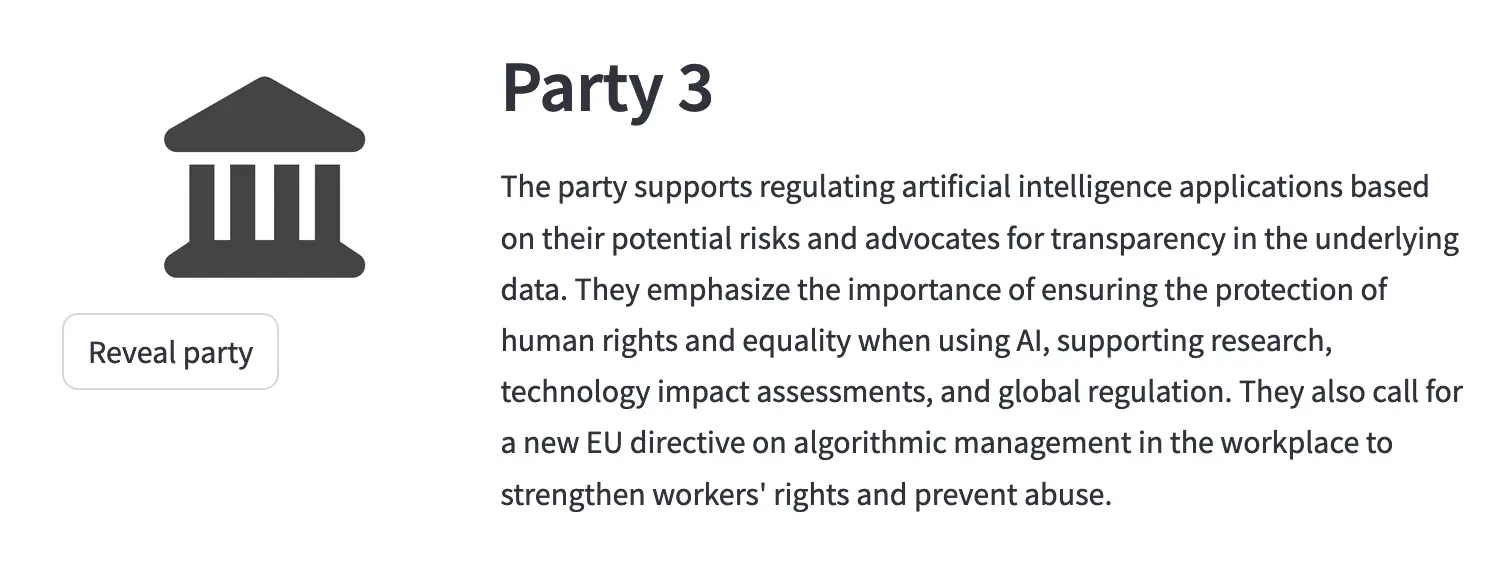 Party 3
The party supports regulating artificial intelligence applications based
on their potential risks and advocates for transparency in the underlying
data. They emphasize the importance of ensuring the protection of
human rights and equality when using AI, supporting research,
technology impact assessments, and global regulation. They also call for
a new EU directive on algorithmic management in the workplace to
strengthen workers' rights and prevent abuse.
Reveal party